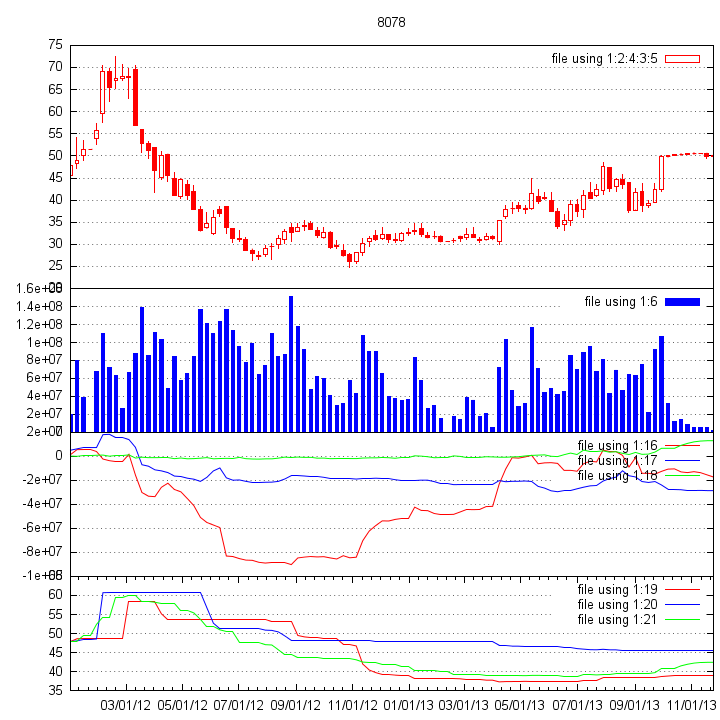 8078
75
file using 1:2:4:3:5
70
65
60
55
50
45
40
35
30
25
20
1.6e+08
file using 1:6
1.4e+08
1.2e+08
1e+08
8e+07
6e+07
4e+07
2e+07
0
file using 1:16
0
file using 1:17
file using 1:18
-2e+07
-4e+07
-6e+07
-8e+07
-1e+08
65
60
file using 1:19
file using 1:20
55
file using 1:21
50
45
40
35
03/01/12 05/01/12 07/01/12 09/01/12 11/01/12 01/01/13 03/01/13 05/01/13 07/01/13 09/01/13 11/01/13